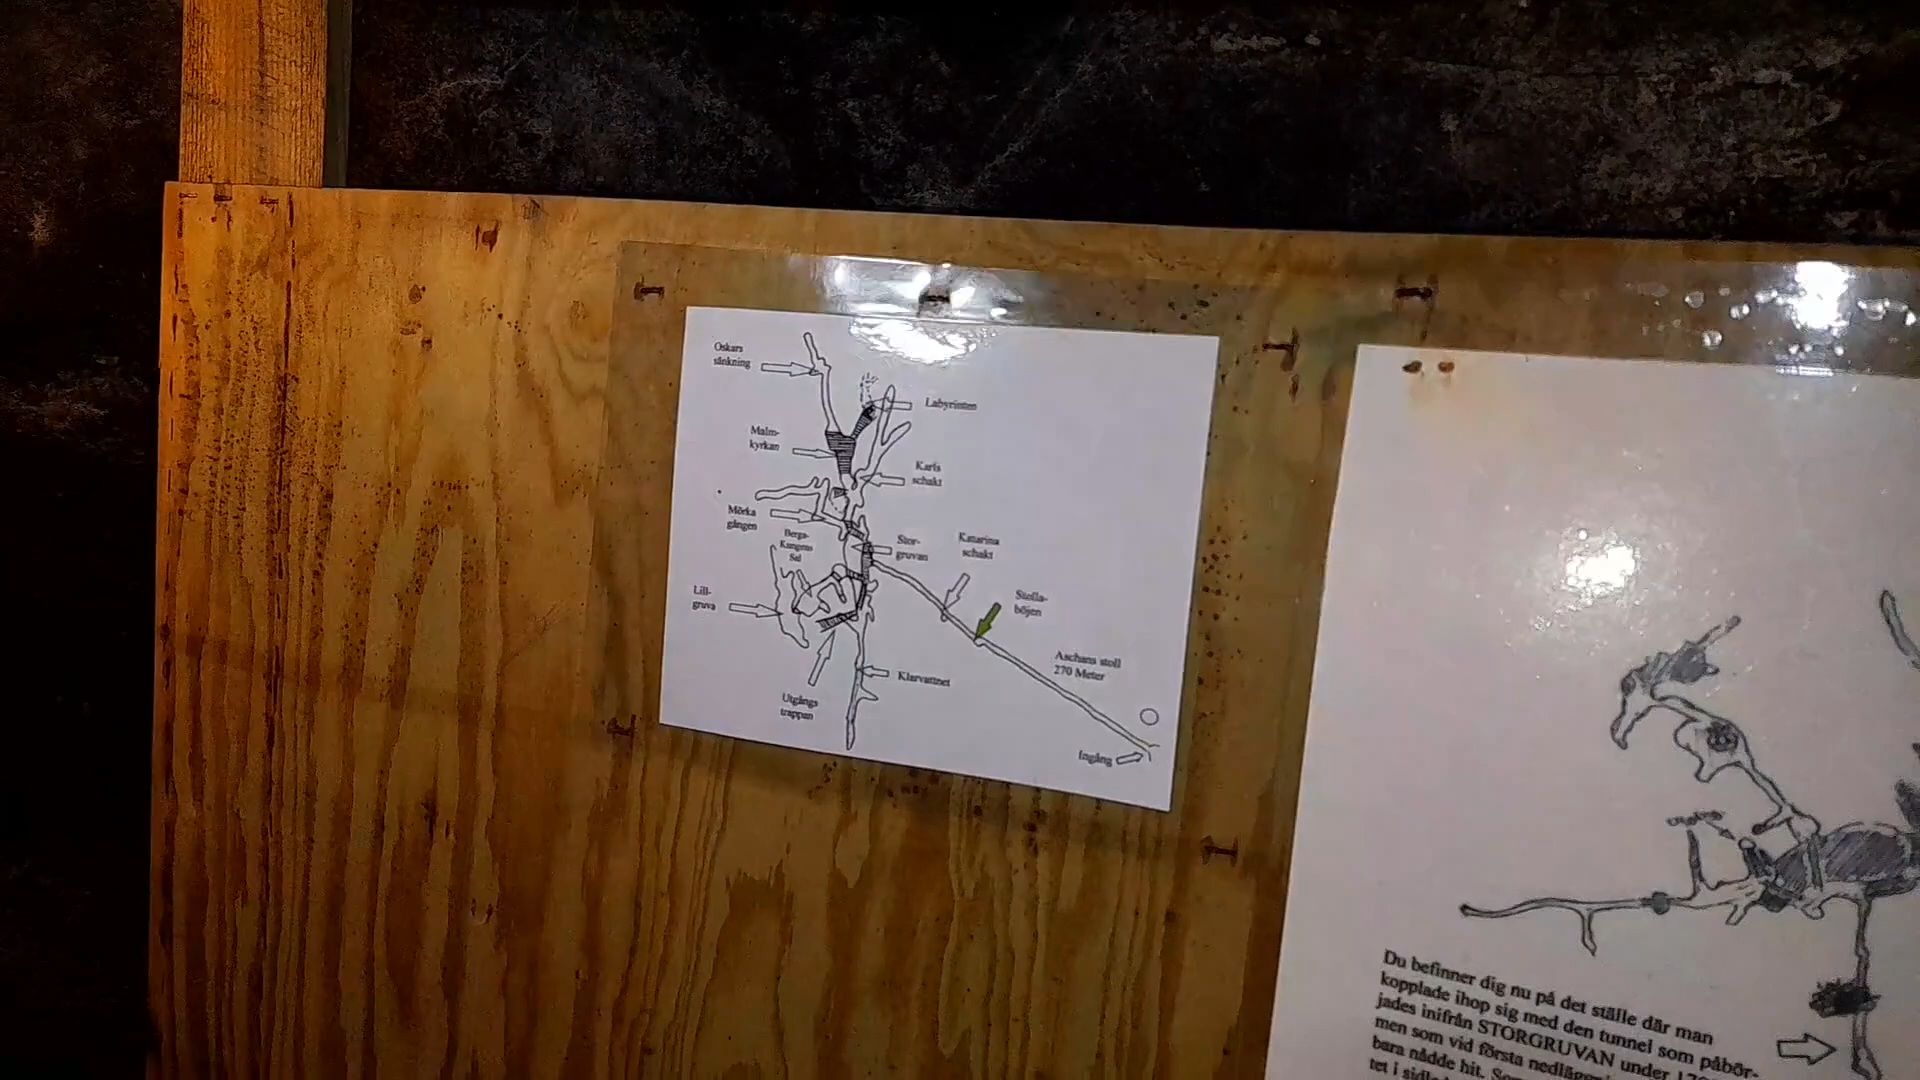 Oskars
sänkning
Labyrinten
Malm-
kyrkan
Karls
schakt
Mörka
gången
Berga-
Kungens
Sal
Stor-
gruvan
Katarina
schakt
Lill-
gruva
Stolla-
böjen
Aschans stoll
270 Meter
Klarvattnet
Utgångs
trappan
Ingång
Du befinner dig nu på det ställe där man
kopplade ihop sig med den tunnel som påbör-
jades inifrån STORGRUVAN under
men som vid första
bara nådde hit.
tet i